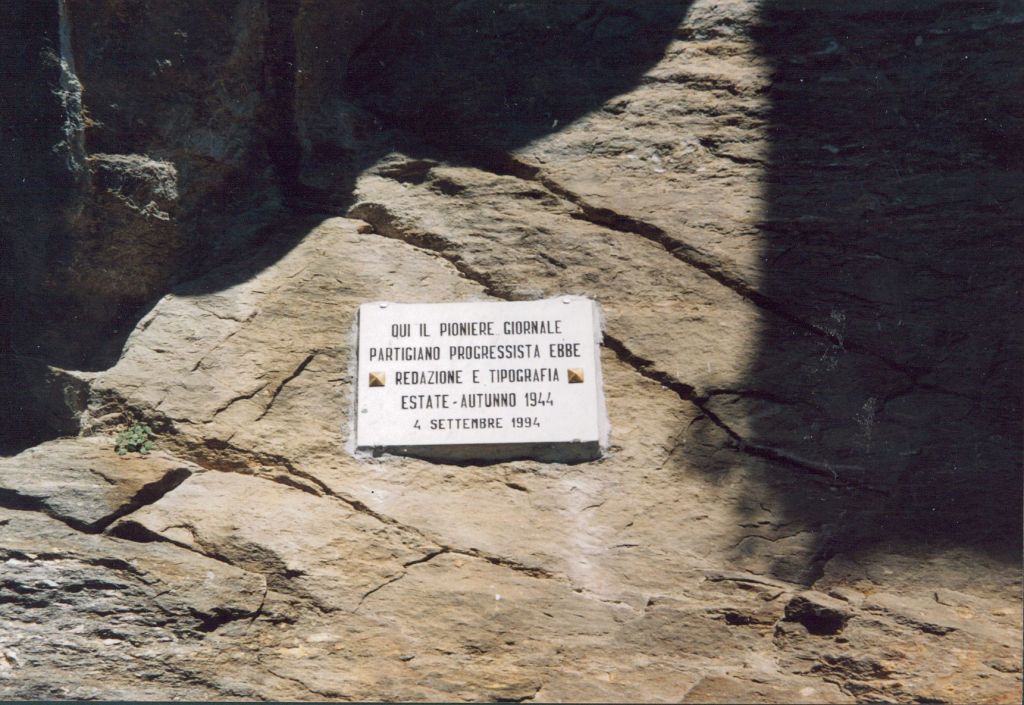 QUI IL PIONIERE GIORNALE
PARTIGIANO PROGRESSISTA EBBE
REDAZIONE E TIPOGRAFIA
ESTATE - AUTUNNO 1944
4 SETTEMBRE 1994